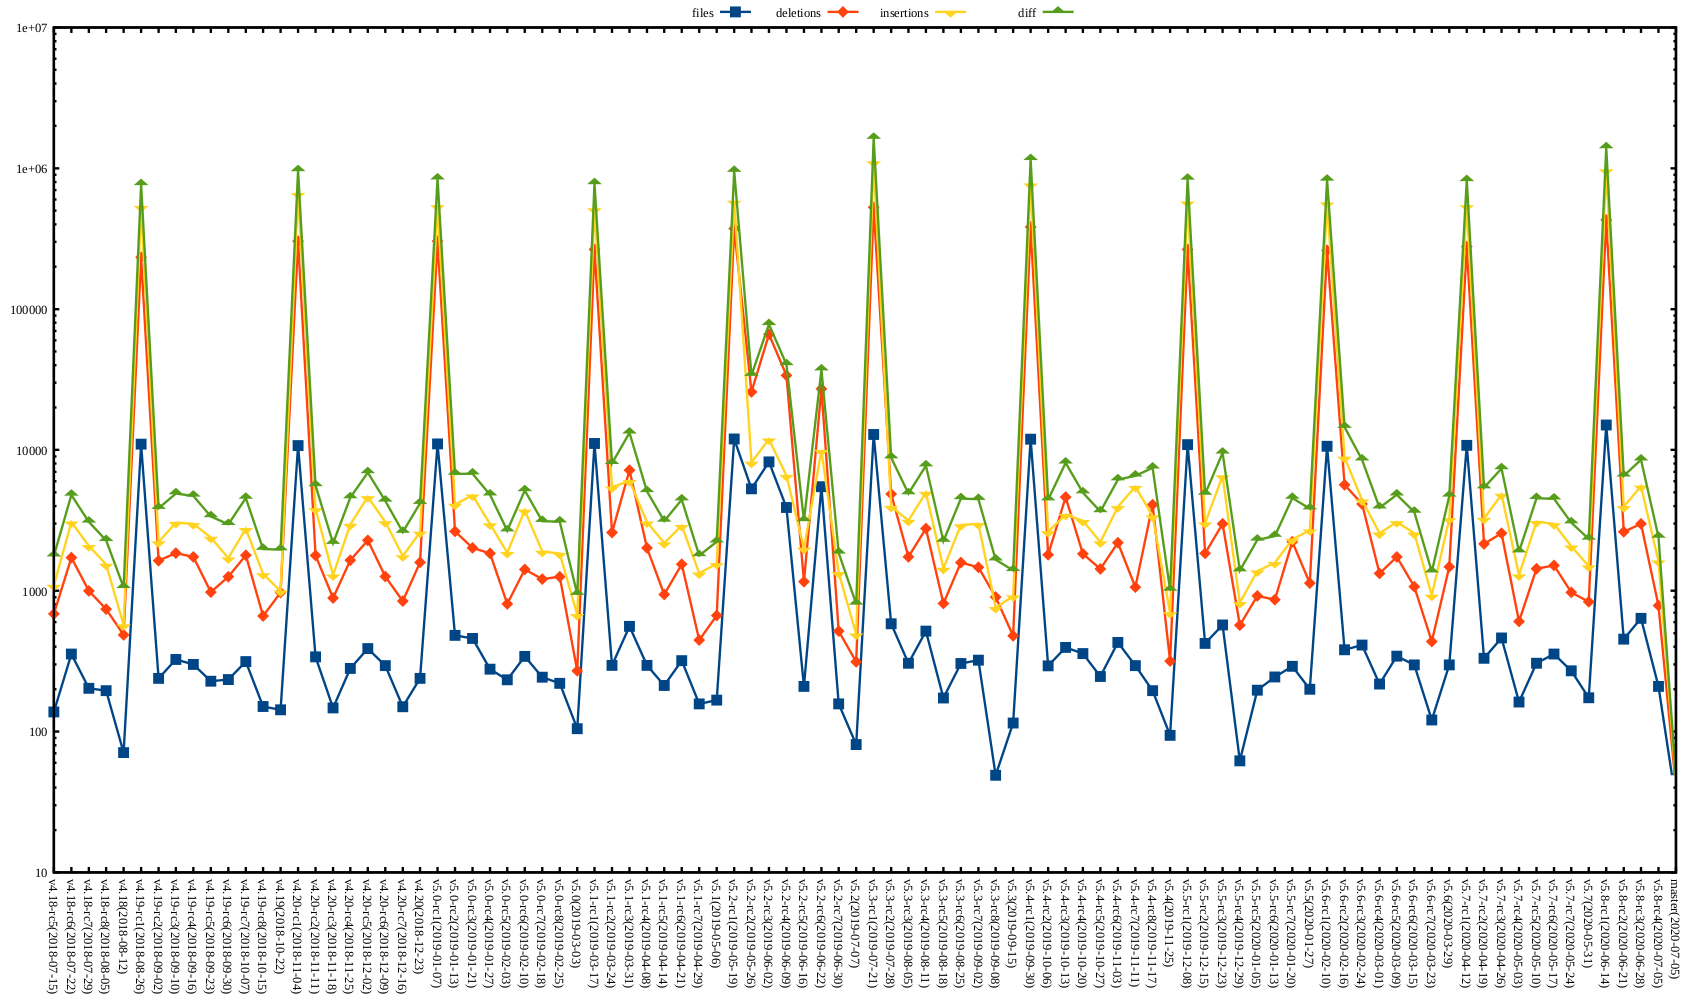 files deletions insertions diff
1e+07
1e+06
100000
10000
1000
100
10
v4.18-rc5(2018-07-15)
v4.18-rc6(2018-07-22)
v4.18-rc7(2018-07-29)
v4.18-rc8(2018-08-05)
v4.18(2018-08-12)
v4.19-rc1(2018-08-26)
v4.19-rc2(2018-09-02)
v4.19-rc3(2018-09-10)
v4.19-rc4(2018-09-16)
v4.19-rc5(2018-09-23)
v4.19-rc6(2018-09-30)
v4.19-rc7(2018-10-07)
v4.19-rc8(2018-10-15)
v4.19(2018-10-22)
v4.20-rc1(2018-11-04)
v4.20-rc2(2018-11-11)
v4.20-rc3(2018-11-18)
v4.20-rc4(2018-11-25)
v4.20-rc5(2018-12-02)
v4.20-rc6(2018-12-09)
v4.20-rc7(2018-12-16)
v4.20(2018-12-23)
v5.0-rc1(2019-01-07)
v5.0-rc2(2019-01-13)
v5.0-rc3(2019-01-21)
v5.0-rc4(2019-01-27)
v5.0-rc5(2019-02-03)
v5.0-rc6(2019-02-10)
v5.0-rc7(2019-02-18)
v5.0-rc8(2019-02-25)
v5.0(2019-03-03)
v5.1-rc1(2019-03-17)
v5.1-rc2(2019-03-24)
v5.1-rc3(2019-03-31)
v5.1-rc4(2019-04-08)
v5.1-rc5(2019-04-14)
v5.1-rc6(2019-04-21)
v5.1-rc7(2019-04-29)
v5.1(2019-05-06)
v5.2-rc1(2019-05-19)
v5.2-rc2(2019-05-26)
v5.2-rc3(2019-06-02)
v5.2-rc4(2019-06-09)
v5.2-rc5(2019-06-16)
v5.2-rc6(2019-06-22)
v5.2-rc7(2019-06-30)
v5.2(2019-07-07)
v5.3-rc1(2019-07-21)
v5.3-rc2(2019-07-28)
v5.3-rc3(2019-08-05)
v5.3-rc4(2019-08-11)
v5.3-rc5(2019-08-18)
v5.3-rc6(2019-08-25)
v5.3-rc7(2019-09-02)
v5.3-rc8(2019-09-08)
v5.3(2019-09-15)
v5.4-rc1(2019-09-30)
v5.4-rc2(2019-10-06)
v5.4-rc3(2019-10-13)
v5.4-rc4(2019-10-20)
v5.4-rc5(2019-10-27)
v5.4-rc6(2019-11-03)
v5.4-rc7(2019-11-11)
v5.4-rc8(2019-11-17)
v5.4(2019-11-25)
v5.5-rc1(2019-12-08)
v5.5-rc2(2019-12-15)
v5.5-rc3(2019-12-23)
v5.5-rc4(2019-12-29)
v5.5-rc5(2020-01-05)
v5.5-rc6(2020-01-13)
v5.5-rc7(2020-01-20)
v5.5(2020-01-27)
v5.6-rc1(2020-02-10)
v5.6-rc2(2020-02-16)
v5.6-rc3(2020-02-24)
v5.6-rc4(2020-03-01)
v5.6-rc5(2020-03-09)
v5.6-rc6(2020-03-15)
v5.6-rc7(2020-03-23)
v5.6(2020-03-29)
v5.7-rc1(2020-04-12)
v5.7-rc2(2020-04-19)
v5.7-rc3(2020-04-26)
v5.7-rc4(2020-05-03)
v5.7-rc5(2020-05-10)
v5.7-rc6(2020-05-17)
v5.7-rc7(2020-05-24)
v5.7(2020-05-31)
v5.8-rc1(2020-06-14)
v5.8-rc2(2020-06-21)
v5.8-rc3(2020-06-28)
v5.8-rc4(2020-07-05)
master(2020-07-05)